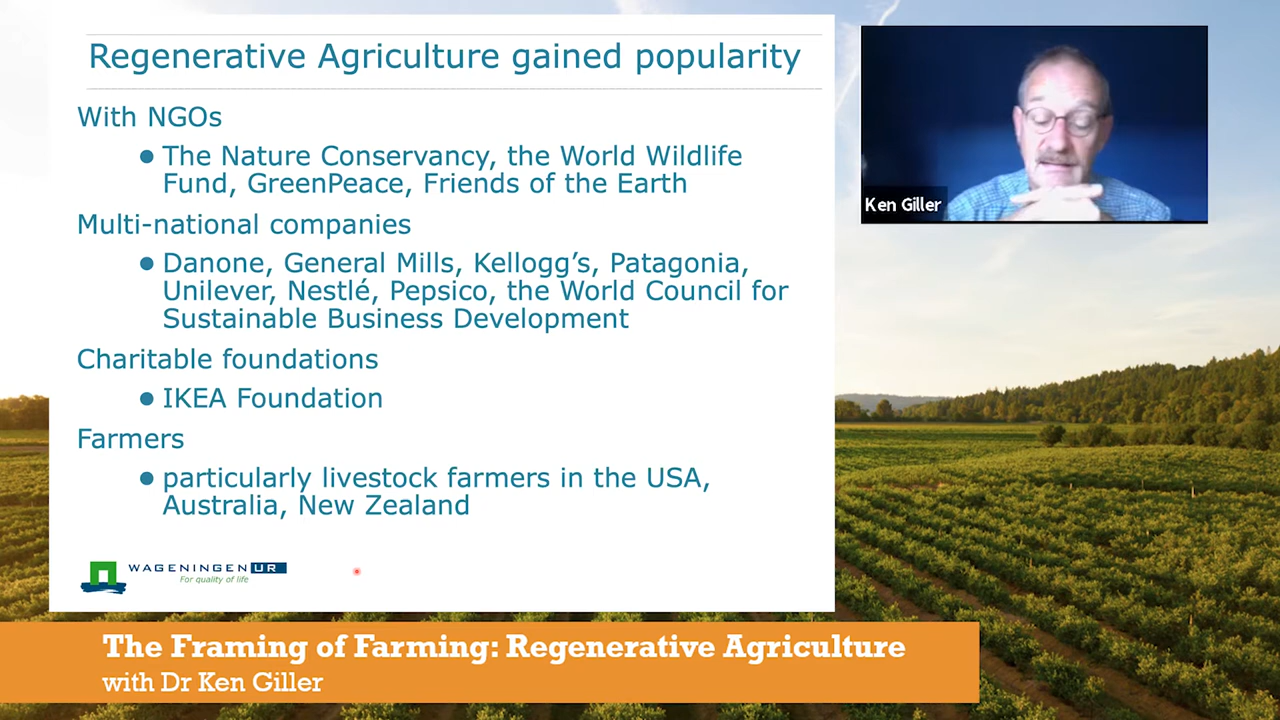 Regenerative Agriculture gained popularity
With NGOs
The Nature Conservancy, the World Wildlife
Fund, GreenPeace, Friends of the Earth
Multi-national companies
Danone, General Mills, Kellogg's, Patagonia,
Unilever, Nestlé, Pepsico, the World Council for
Sustainable Business Development
Charitable foundations
IKEA Foundation
Farmers
particularly livestock farmers in the USA,
Australia, New Zealand
WAGENINGEN UR
For quality of life
Ken Giller
The Framing of Farming: Regenerative Agriculture
with Dr Ken Giller